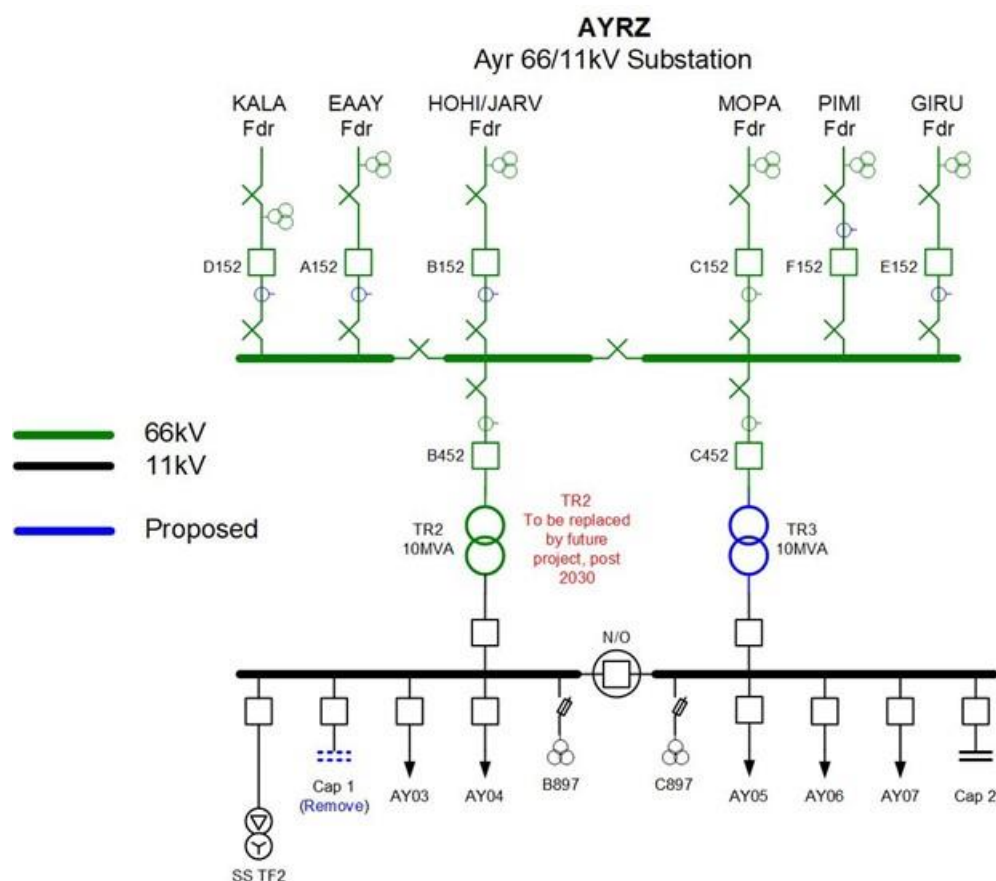 AYRZ
Ayr 66/11kV Substation
KALA
Fdr
EAAY
Fdr
HOHI/JARV
Fdr
MOPA
Fdr
PIMI
Fdr
GIRU
Fdr
D152
A152
B152
C152
F152
E152
66kV
11kV
Proposed
B452
C452
TR2
10MVA
TR2
To be replaced
by future
project, post
2030
TR3
10MVA
N/O
Cap 1
(Remove)
AY03
AY04
B897
C897
AY05
AY06
AY07
Cap 2
SS TF2